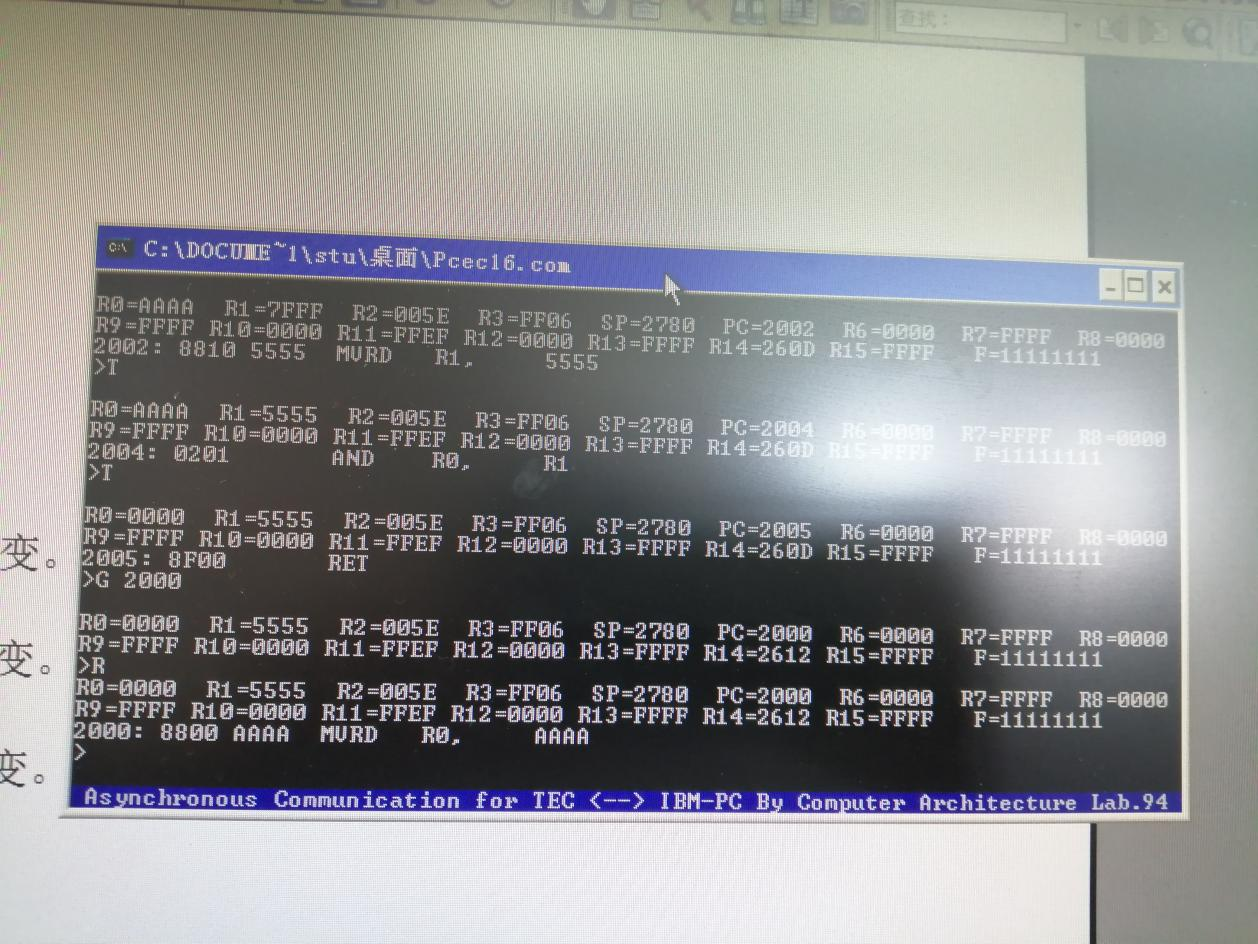 查找:
C:\DOCUME~1\stu\桌面\Pcec16.com
R0=AAAA R1=7FFF R2=005E R3=FF06 SP=2780 PC=2002 R6=0000 R7=FFFF R8=0000
R9=FFFF R10=0000 R11=FFEF R12=0000 R13=FFFF R14=260D R15=FFFF F=11111111
2002: 8810 5555 MVRD R1, 5555
>T
R0=AAAA R1=5555 R2=005E R3=FF06 SP=2780 PC=2004 R6=0000 R7=FFFF R8=0000
R9=FFFF R10=0000 R11=FFEF R12=0000 R13=FFFF R14=260D R15=FFFF F=11111111
2004: 0201 AND R0, R1
>T
R0=0000 R1=5555 R2=005E R3=FF06 SP=2780 PC=2005 R6=0000 R7=FFFF R8=0000
R9=FFFF R10=0000 R11=FFEF R12=0000 R13=FFFF R14=260D R15=FFFF F=11111111
2005: 8F00 RET
>G 2000
R0=0000 R1=5555 R2=005E R3=FF06 SP=2780 PC=2000 R6=0000 R7=FFFF R8=0000
R9=FFFF R10=0000 R11=FFEF R12=0000 R13=FFFF R14=2612 R15=FFFF F=11111111
>R
R0=0000 R1=5555 R2=005E R3=FF06 SP=2780 PC=2000 R6=0000 R7=FFFF R8=0000
R9=FFFF R10=0000 R11=FFEF R12=0000 R13=FFFF R14=2612 R15=FFFF F=11111111
2000: 8800 AAAA MVRD R0, AAAA
>
Asynchronous Communication for TEC <--> IBM-PC By Computer Architecture Lab.94
变。
变。
变。